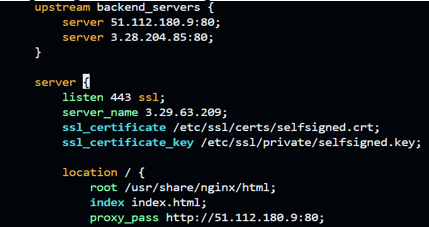 upstream backend_servers {
server 51.112.180.9:80;
server 3.28.204.85:80;
}
server {
listen 443 ssl;
server_name 3.29.63.209;
ssl_certificate /etc/ssl/certs/selfsigned.crt;
ssl_certificate_key /etc/ssl/private/selfsigned.key;
location / {
root /usr/share/nginx/html;
index index.html;
proxy_pass http://51.112.180.9:80;